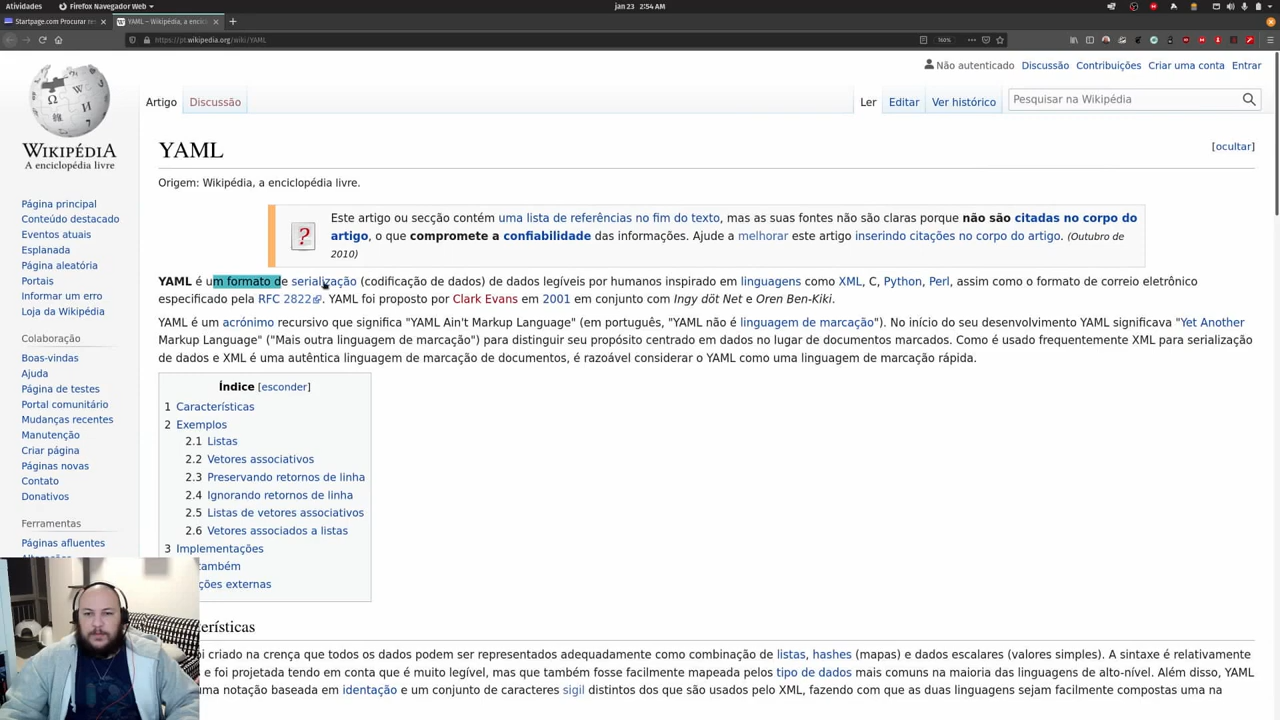 Atividades
Firefox Navegador Web
jan 23 2:54 AM
Startpage.com Procurar re
YAML – Wikipédia, a encicl
https://pt.wikipedia.org/wiki/YAML
160%
Não autenticado Discussão Contribuições Criar uma conta Entrar
Artigo Discussão Ler Editar Ver histórico Pesquisar na Wikipédia
WIKIPÉDIA
A enciclopédia livre
Página principal
Conteúdo destacado
Eventos atuais
Esplanada
Página aleatória
Portais
Informar um erro
Loja da Wikipédia
Colaboração
Boas-vindas
Ajuda
Página de testes
Portal comunitário
Mudanças recentes
Manutenção
Criar página
Páginas novas
Contato
Donativos
Ferramentas
Páginas afluentes
YAML
[ocultar]
Origem: Wikipédia, a enciclopédia livre.
Este artigo ou secção contém uma lista de referências no fim do texto, mas as suas fontes não são claras porque não são citadas no corpo do
artigo, o que compromete a confiabilidade das informações. Ajude a melhorar este artigo inserindo citações no corpo do artigo. (Outubro de
2010)
YAML é um formato de serialização (codificação de dados) de dados legíveis por humanos inspirado em linguagens como XML, C, Python, Perl, assim como o formato de correio eletrônico
especificado pela RFC 2822. YAML foi proposto por Clark Evans em 2001 em conjunto com Ingy döt Net e Oren Ben-Kiki.
YAML é um acrónimo recursivo que significa "YAML Ain't Markup Language" (em português, "YAML não é linguagem de marcação"). No início do seu desenvolvimento YAML significava "Yet Another
Markup Language" ("Mais outra linguagem de marcação") para distinguir seu propósito centrado em dados no lugar de documentos marcados. Como é usado frequentemente XML para serialização
de dados e XML é uma autêntica linguagem de marcação de documentos, é razoável considerar o YAML como uma linguagem de marcação rápida.
Índice [esconder]
1 Características
2 Exemplos
2.1 Listas
2.2 Vetores associativos
2.3 Preservando retornos de linha
2.4 Ignorando retornos de linha
2.5 Listas de vetores associativos
2.6 Vetores associados a listas
3 Implementações
também
ções externas
erísticas
oi criado na crença que todos os dados podem ser representados adequadamente como combinação de listas, hashes (mapas) e dados escalares (valores simples). A sintaxe é relativamente
e foi projetada tendo em conta que é muito legível, mas que também fosse facilmente mapeada pelos tipo de dados mais comuns na maioria das linguagens de alto-nível. Além disso, YAML
uma notação baseada em identação e um conjunto de caracteres sigil distintos dos que são usados pelo XML, fazendo com que as duas linguagens sejam facilmente compostas uma na